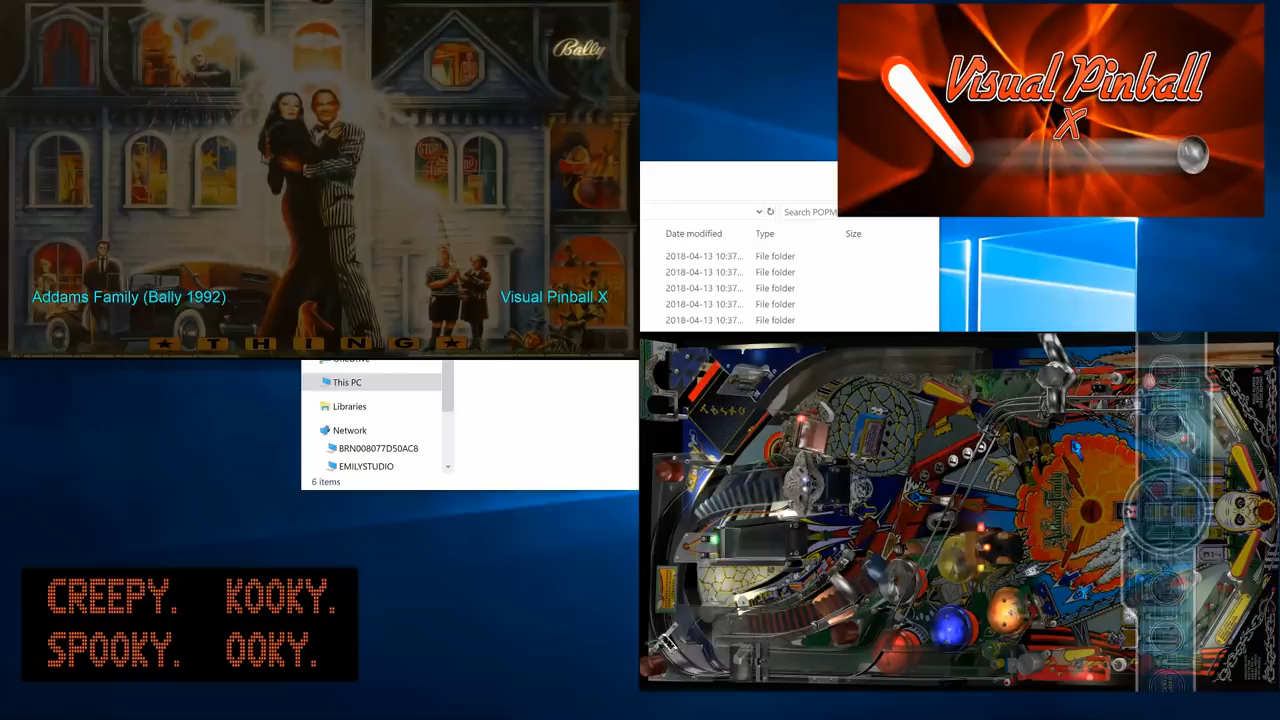 Bally
Addams Family (Bally 1992)
Visual Pinball X
THING
Visual Pinball
X
Search POPM
Date modified
Type
Size
2018-04-13 10:37...
File folder
2018-04-13 10:37...
File folder
2018-04-13 10:37...
File folder
2018-04-13 10:37...
File folder
2018-04-13 10:37...
File folder
OneDrive
This PC
Libraries
Network
BRN008077D50AC8
EMILYSTUDIO
6 items
CREEPY. KOOKY.
SPOOKY. OOKY.